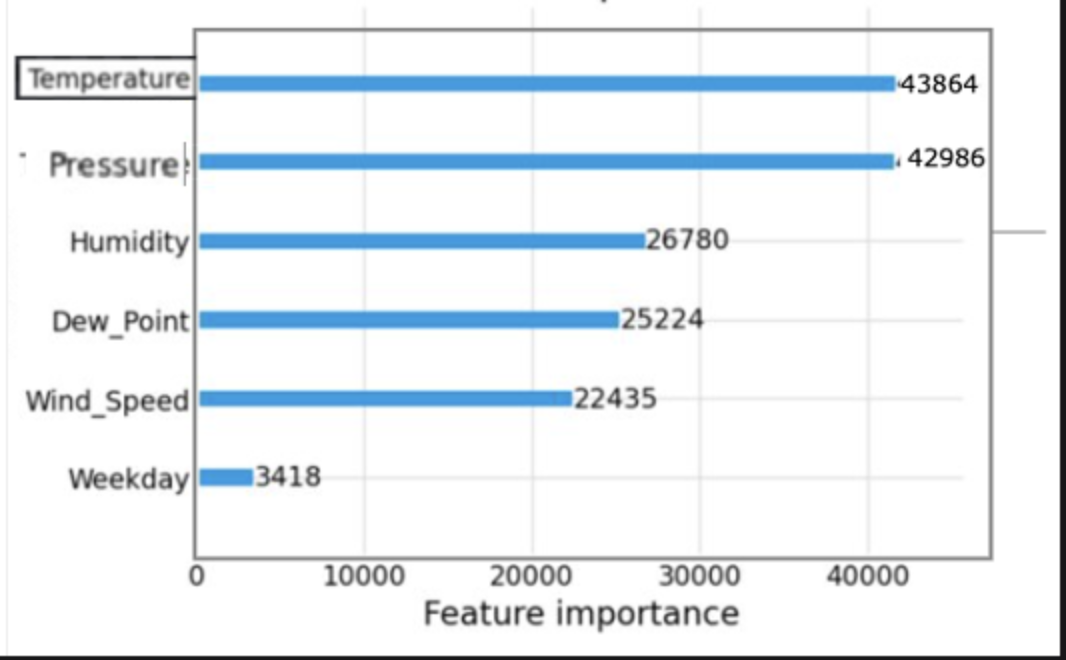 Temperature 43864
Pressure 42986
Humidity 26780
Dew_Point 25224
Wind_Speed 22435
Weekday 3418
0 10000 20000 30000 40000
Feature importance